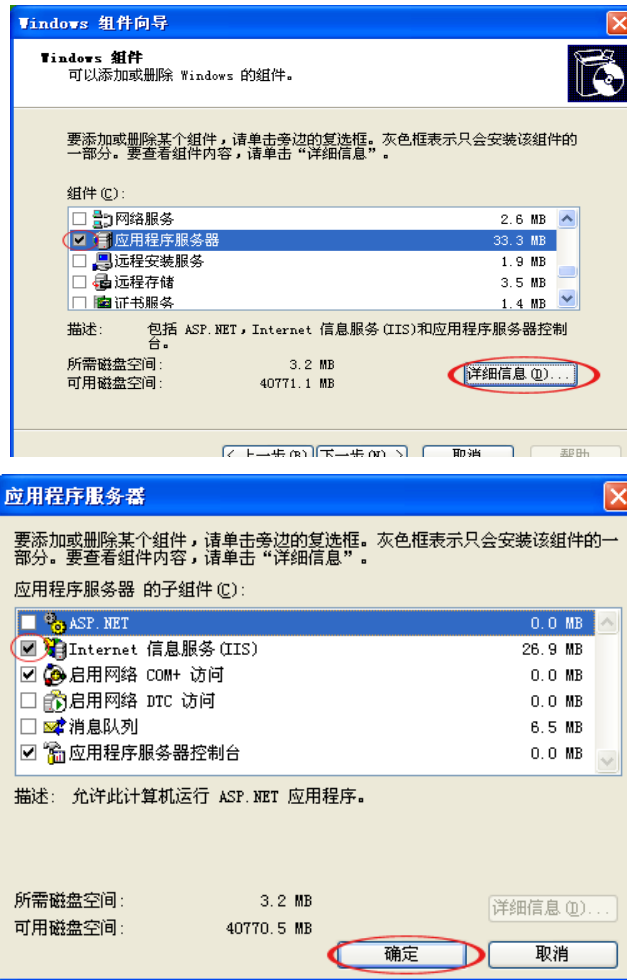 Windows 组件向导
Windows 组件
可以添加或删除 Windows 的组件。
要添加或删除某个组件，请单击旁边的复选框。灰色框表示只会安装该组件的
一部分。要查看组件内容，请单击“详细信息”。
组件(C):
网络服务 2.6 MB
应用程序服务器 33.3 MB
远程安装服务 1.9 MB
远程存储 3.5 MB
证书服务 1.4 MB
描述: 包括 ASP.NET，Internet 信息服务(IIS)和应用程序服务器控制
台。
所需磁盘空间: 3.2 MB
可用磁盘空间: 40771.1 MB
详细信息(D)...
< 上一步(B) 下一步(N) > 取消 帮助
应用程序服务器
要添加或删除某个组件，请单击旁边的复选框。灰色框表示只会安装该组件的一
部分。要查看组件内容，请单击“详细信息”。
应用程序服务器 的子组件(C):
ASP.NET 0.0 MB
Internet 信息服务(IIS) 26.9 MB
启用网络 COM+ 访问 0.0 MB
启用网络 DTC 访问 0.0 MB
消息队列 6.5 MB
应用程序服务器控制台 0.0 MB
描述: 允许此计算机运行 ASP.NET 应用程序。
所需磁盘空间: 3.2 MB
详细信息(D)...
可用磁盘空间: 40770.5 MB
确定 取消